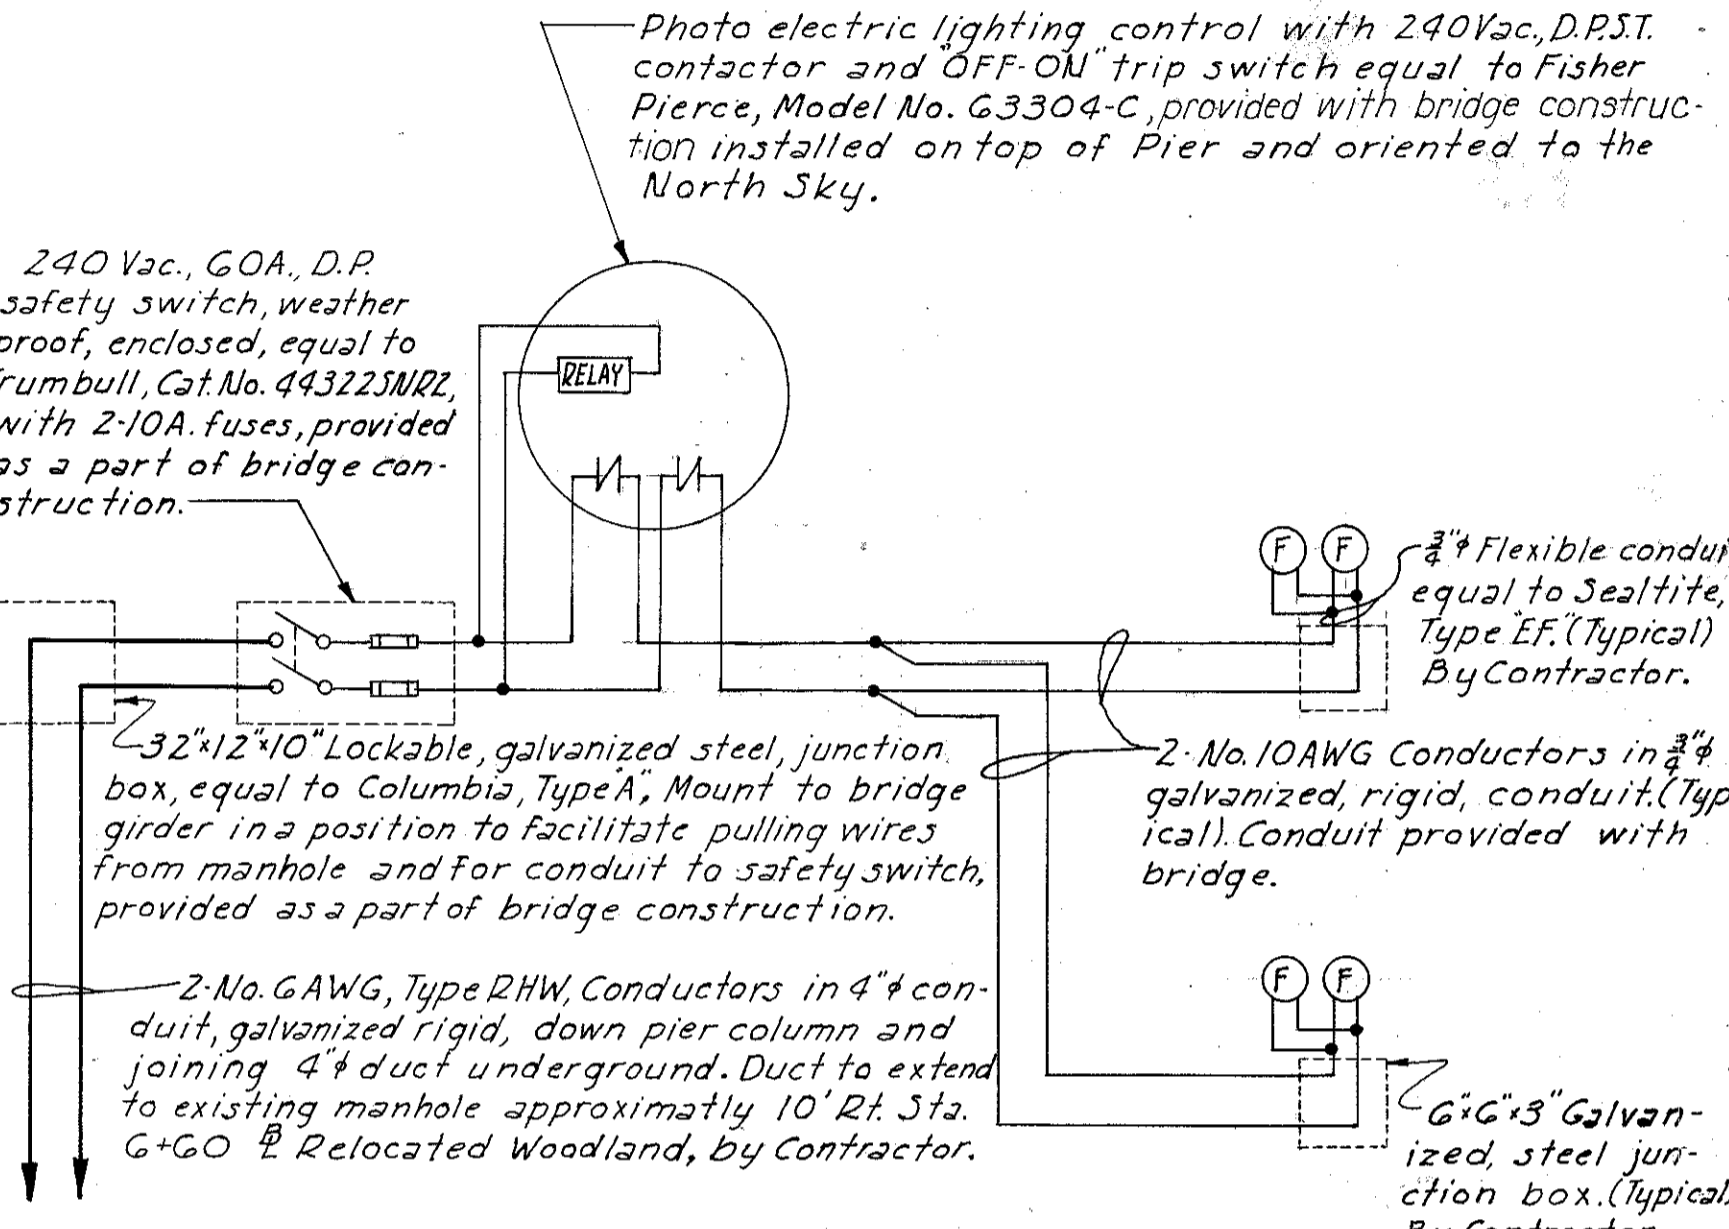 Photo electric lighting control with 240Vac., D.P.S.T.
contactor and "OFF-ON" trip switch equal to Fisher
Pierce, Model No. 63304-C, provided with bridge construc-
tion installed on top of Pier and oriented to the
North Sky.
240 Vac., 60A., D.P.
safety switch, weather
proof, enclosed, equal to
rumbull, Cat. No. 44322SNR2,
with 2-10A. fuses, provided
as a part of bridge con-
struction.
RELAY
F F
3/4"φ Flexible condui
equal to Sealtite,
Type "EF." (Typical)
By Contractor.
32"x12"x10" Lockable, galvanized steel, junction
box, equal to Columbia, Type "A", Mount to bridge
girder in a position to facilitate pulling wires
from manhole and for conduit to safety switch,
provided as a part of bridge construction.
2-No. 10AWG Conductors in 3/4"φ
galvanized, rigid, conduit. (Typ
ical). Conduit provided with
bridge.
2-No. 6AWG, Type RHW, Conductors in 4"φ con-
duit, galvanized rigid, down pier column and
joining 4"φ duct underground. Duct to extend
to existing manhole approximatly 10' Rt. Sta.
6+60 BL Relocated Woodland, by Contractor.
F F
6"x6"x3" Galvan-
ized, steel jun-
ction box. (Typical)
By Contractor